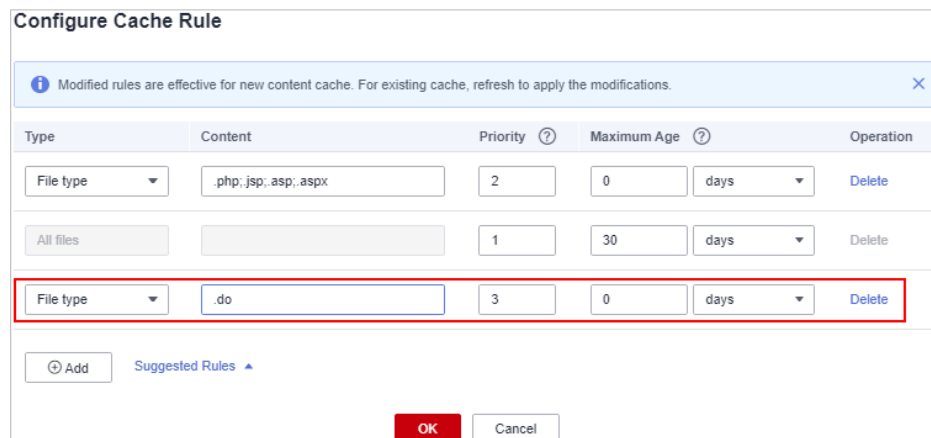 Configure Cache Rule
Modified rules are effective for new content cache. For existing cache, refresh to apply the modifications.
Type Content Priority Maximum Age Operation
File type .php;.jsp;.asp;.aspx 2 0 days Delete
All files 1 30 days Delete
File type .do 3 0 days Delete
Add Suggested Rules
OK Cancel